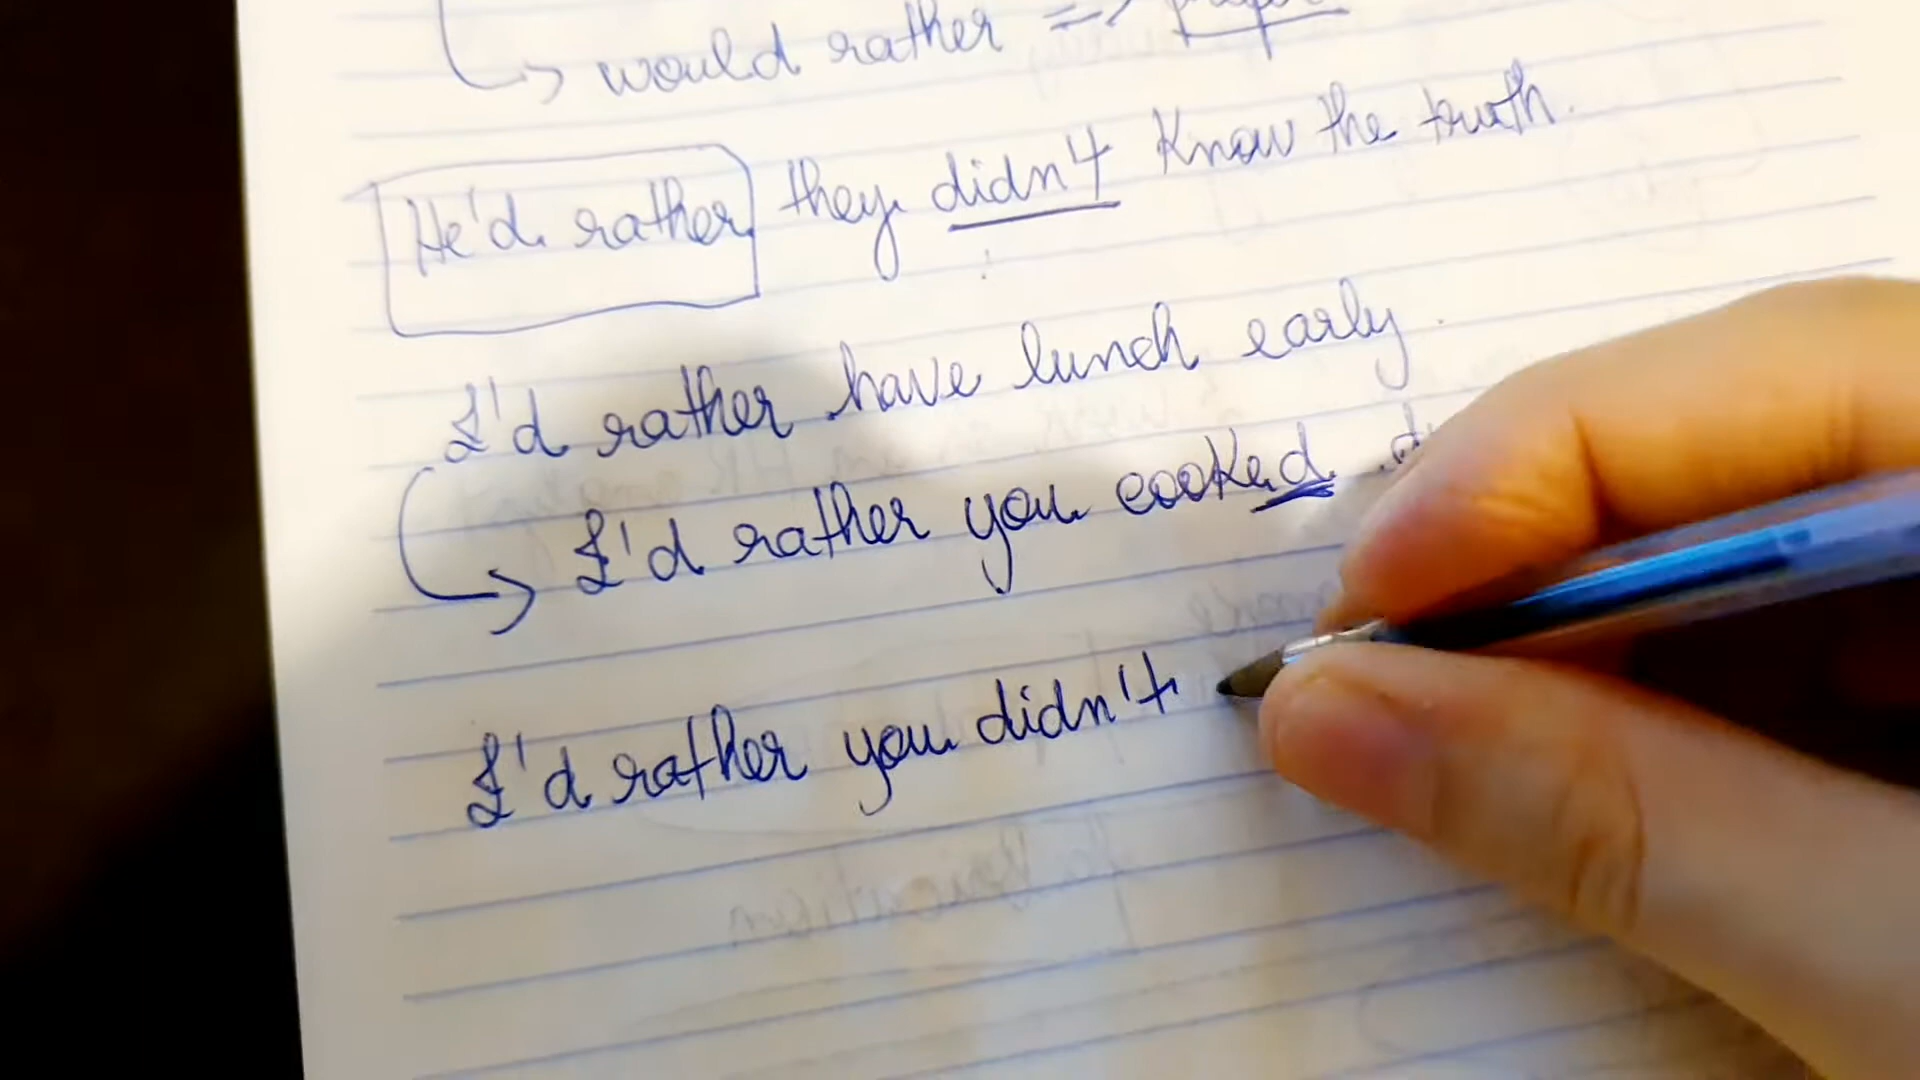 would rather =>
He'd rather they didn't know the truth.
I'd rather have lunch early.
I'd rather you cooked
I'd rather you didn't